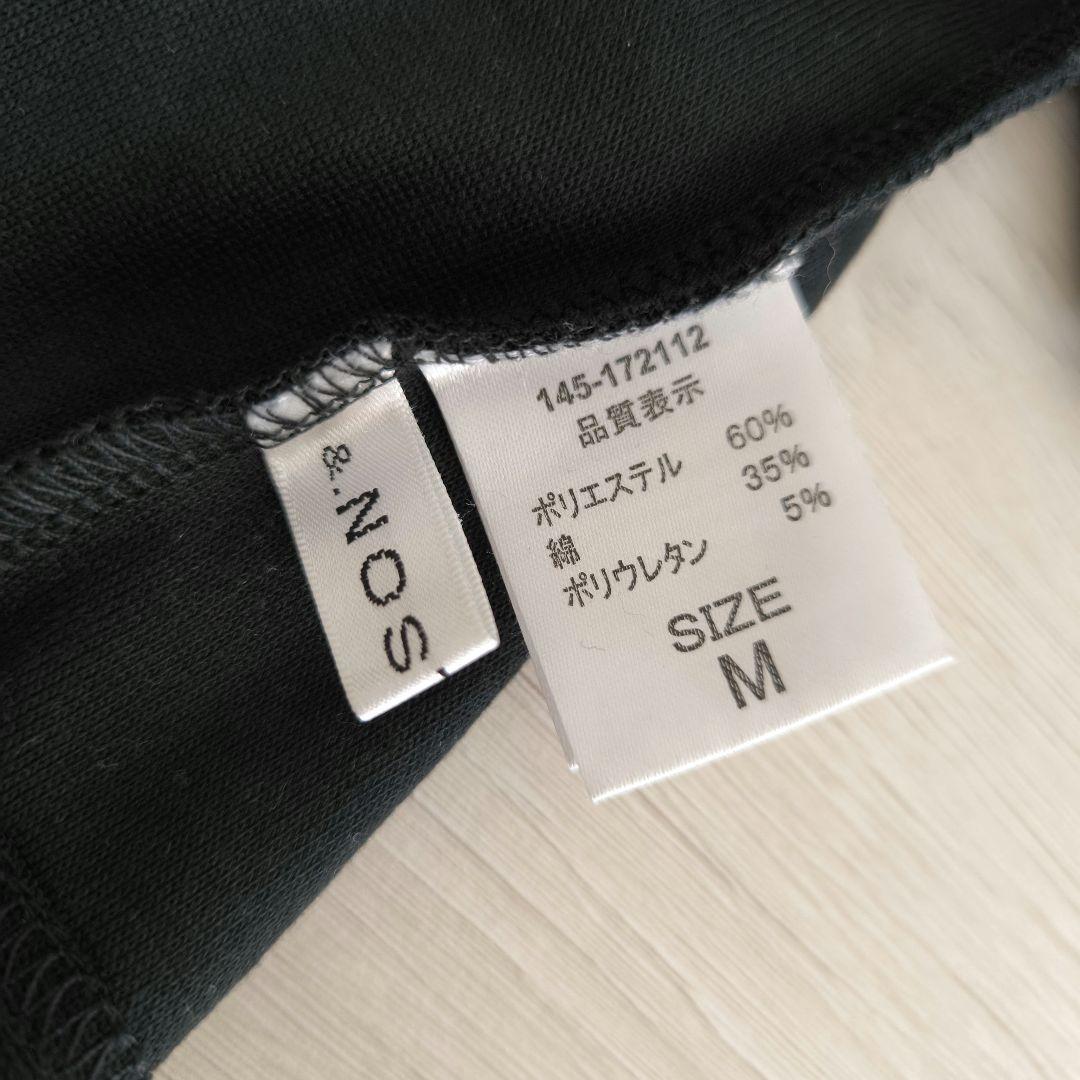 &.NOS
145-172112
品質表示
ポリエステル 60%
綿 35%
ポリウレタン 5%
SIZE
M